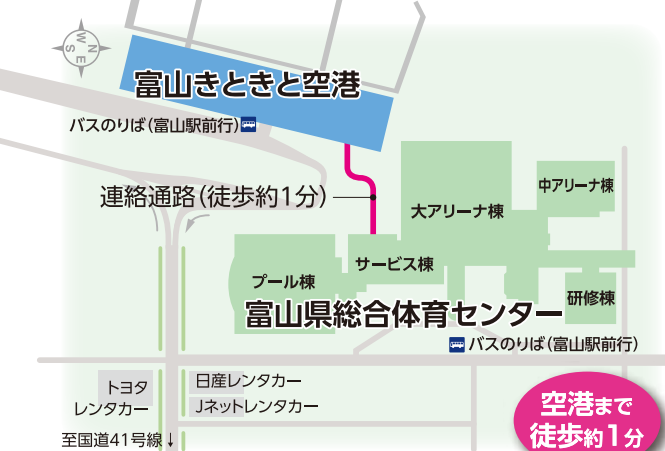 W
N
S
E
富山きときと空港
バスのりば(富山駅前行)
連絡通路(徒歩約1分)
中アリーナ棟
大アリーナ棟
サービス棟
プール棟
研修棟
富山県総合体育センター
バスのりば(富山駅前行)
トヨタ
レンタカー
日産レンタカー
Jネットレンタカー
至国道41号線↓
空港まで
徒歩約1分